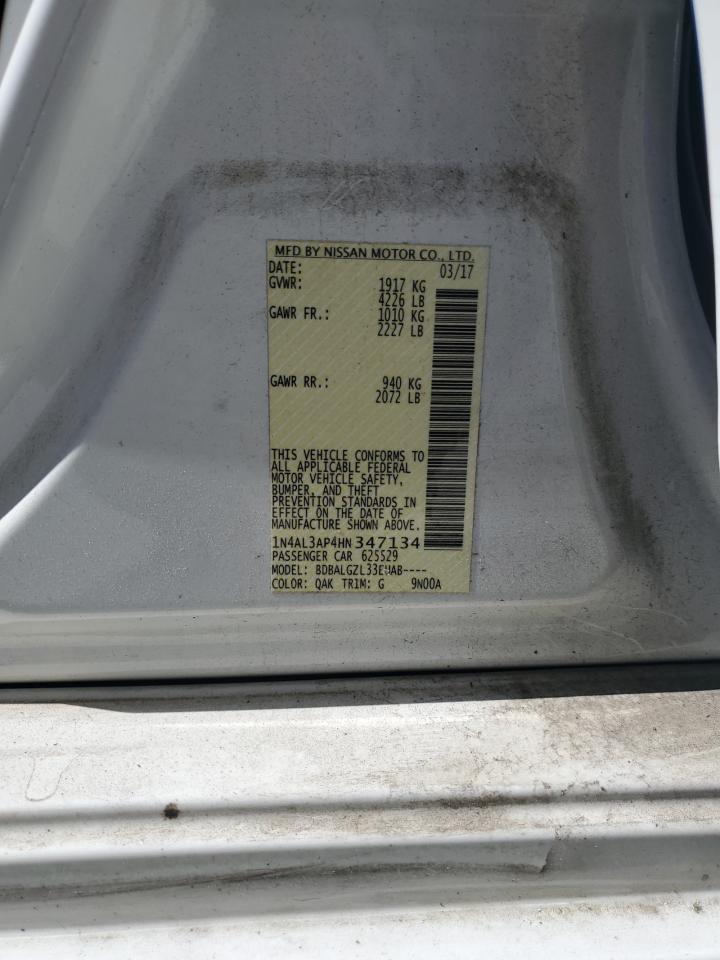 MFD BY NISSAN MOTOR CO., LTD.
DATE: 03/17
GVWR: 1917 KG
4226 LB
GAWR FR.: 1010 KG
2227 LB
GAWR RR.: 940 KG
2072 LB
THIS VEHICLE CONFORMS TO
ALL APPLICABLE FEDERAL
MOTOR VEHICLE SAFETY,
BUMPER, AND THEFT
PREVENTION STANDARDS IN
EFFECT ON THE DATE OF
MANUFACTURE SHOWN ABOVE.
1N4AL3AP4HN347134
PASSENGER CAR 625529
MODEL: BDBALGZL33EUAB----
COLOR: QAK TRIM: G 9N00A